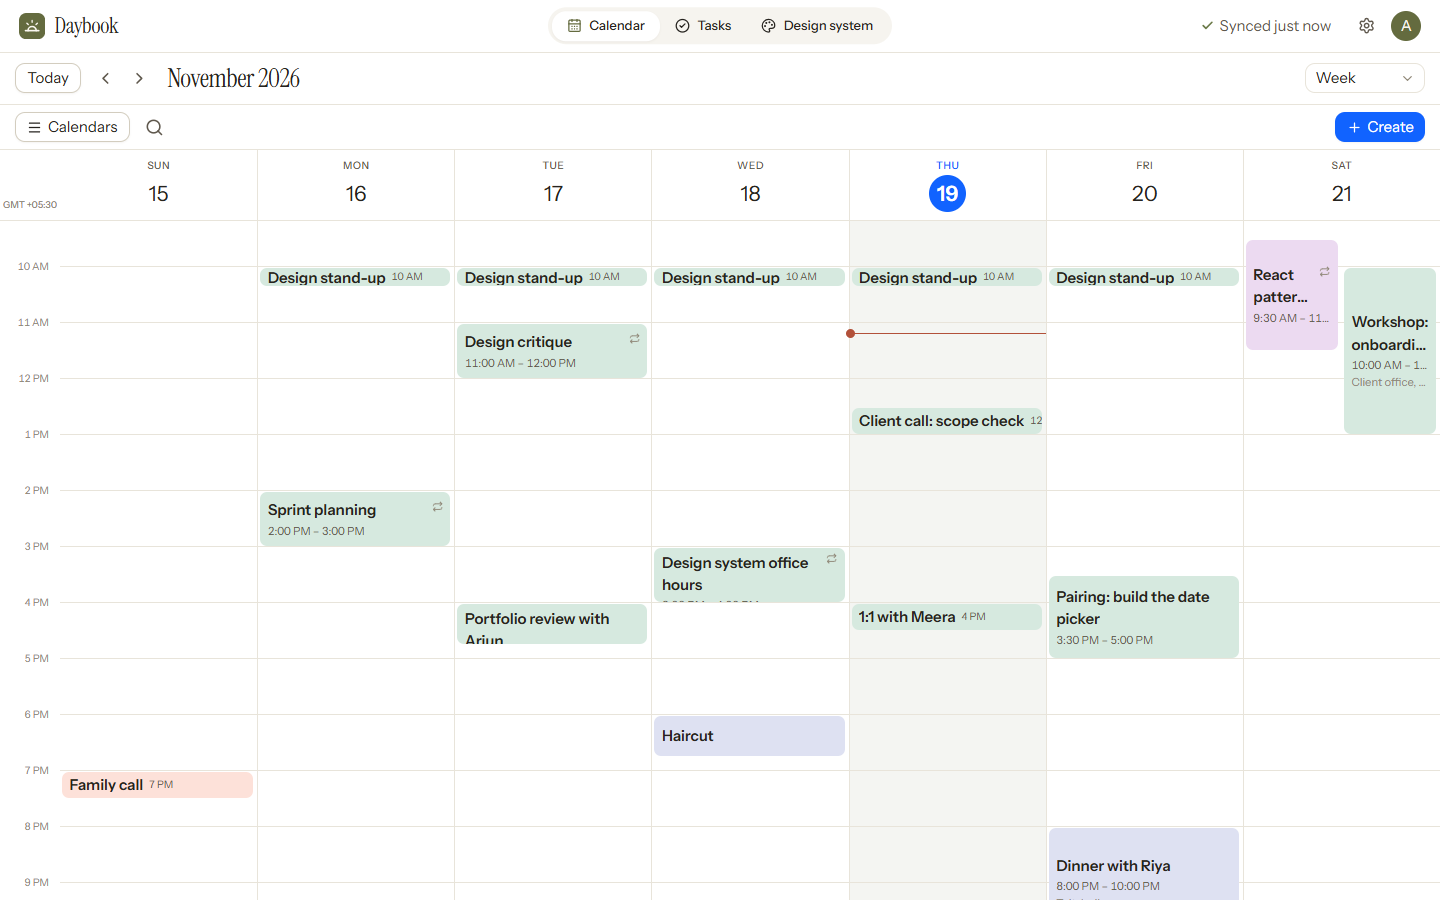 Daybook
Calendar
Tasks
Design system
Synced just now
A
Today
November 2026
Week
Calendars
Create
GMT +05:30
SUN
15
MON
16
TUE
17
WED
18
THU
19
FRI
20
SAT
21
10 AM
11 AM
12 PM
1 PM
2 PM
3 PM
4 PM
5 PM
6 PM
7 PM
8 PM
9 PM
Family call 7 PM
Design stand-up 10 AM
Sprint planning
2:00 PM – 3:00 PM
Design stand-up 10 AM
Design critique
11:00 AM – 12:00 PM
Portfolio review with
Arjun
Design stand-up 10 AM
Design system office
hours
Haircut
Design stand-up 10 AM
Client call: scope check 12
1:1 with Meera 4 PM
Design stand-up 10 AM
Pairing: build the date
picker
3:30 PM – 5:00 PM
Dinner with Riya
8:00 PM – 10:00 PM
React
patter...
9:30 AM – 11...
Workshop:
onboardi...
10:00 AM – 1...
Client office, ...